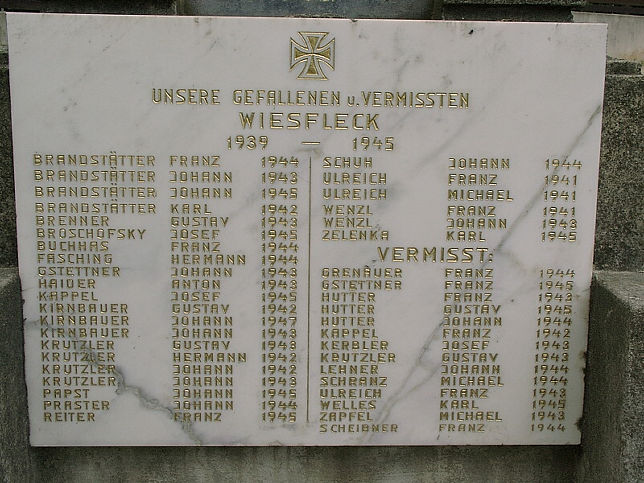 UNSERE GEFALLENEN u. VERMISSTEN
WIESFLECK
1939 — 1945
BRANDSTÄTTER FRANZ 1944
BRANDSTÄTTER JOHANN 1943
BRANDSTÄTTER JOHANN 1945
BRANDSTÄTTER KARL 1942
BRENNER GUSTAV 1943
BROSCHOFSKY JOSEF 1945
BUCHHAS FRANZ 1944
FASCHING HERMANN 1944
GSTETTNER JOHANN 1943
HAIDER ANTON 1943
KAPPEL JOSEF 1945
KIRNBAUER GUSTAV 1942
KIRNBAUER JOHANN 1947
KIRNBAUER JOHANN 1943
KRUTZLER GUSTAV 1943
KRUTZLER HERMANN 1942
KRUTZLER JOHANN 1942
KRUTZLER JOHANN 1943
PAPST JOHANN 1945
PRASTER JOHANN 1944
REITER FRANZ 1945
SCHUH JOHANN 1944
ULREICH FRANZ 1941
ULREICH MICHAEL 1941
WENZL FRANZ 1941
WENZL JOHANN 1943
ZELENKA KARL 1945
VERMISST:
GRENAUER FRANZ 1944
GSTETTNER FRANZ 1945
HUTTER FRANZ 1943
HUTTER GUSTAV 1945
HUTTER JOHANN 1944
KAPPEL FRANZ 1942
KERBLER JOSEF 1943
KRUTZLER GUSTAV 1943
LEHNER JOHANN 1944
SCHRANZ MICHAEL 1944
ULREICH FRANZ 1943
WELLES KARL 1945
ZAPFEL MICHAEL 1943
SCHEIBNER FRANZ 1944